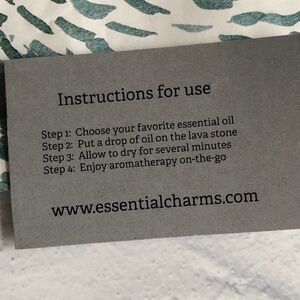 Instructions for use
Step 1: Choose your favorite essential oil
Step 2: Put a drop of oil on the lava stone
Step 3: Allow to dry for several minutes
Step 4: Enjoy aromatherapy on-the-go
www.essentialcharms.com